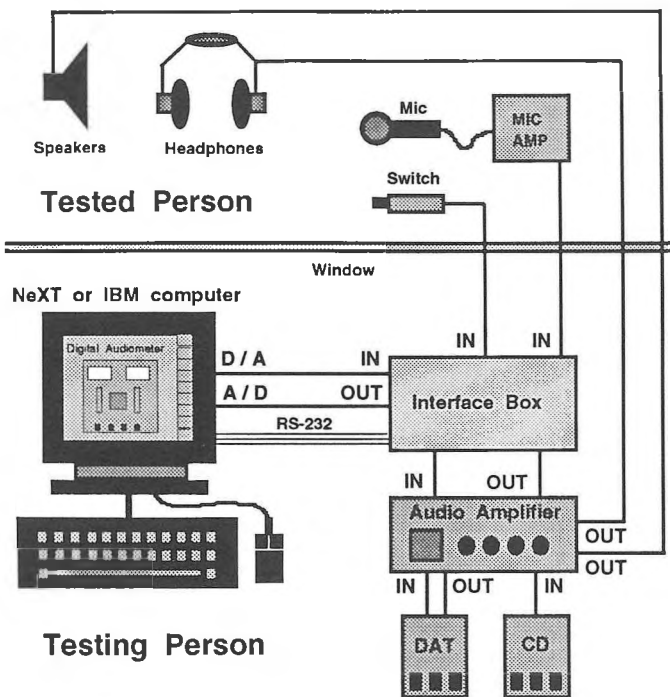 Speakers
Headphones
Mic
MIC
AMP
Switch
Tested Person
Window
NeXT or IBM computer
Digital Audiometer
D / A
IN
A / D
OUT
RS-232
IN
IN
Interface Box
IN
OUT
Audio Amplifier
OUT
OUT
IN
OUT
IN
DAT
CD
Testing Person